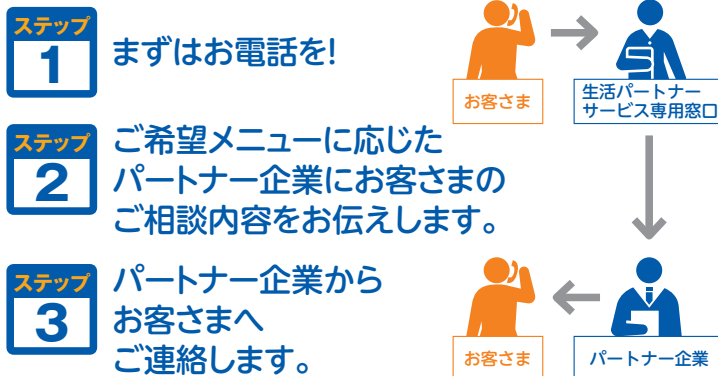 ステップ
1
まずはお電話を!
お客さま
生活パートナー
サービス専用窓口
ステップ
2
ご希望メニューに応じた
パートナー企業にお客さまの
ご相談内容をお伝えします。
ステップ
3
パートナー企業から
お客さまへ
ご連絡します。
お客さま
パートナー企業